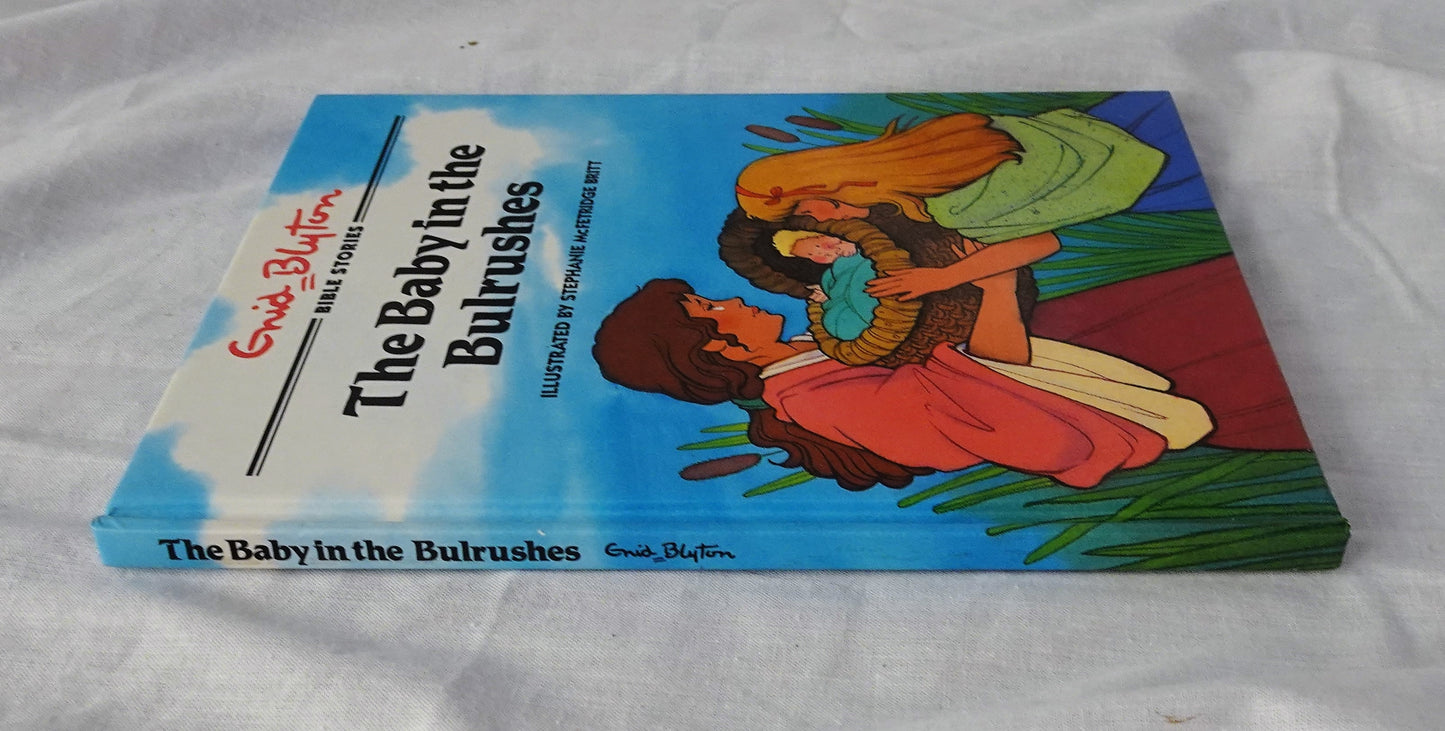 Enid Blyton
BIBLE STORIES
The Baby in the
Bulrushes
ILLUSTRATED BY STEPHANIE McFETRIDGE BRITT
The Baby in the Bulrushes Enid Blyton